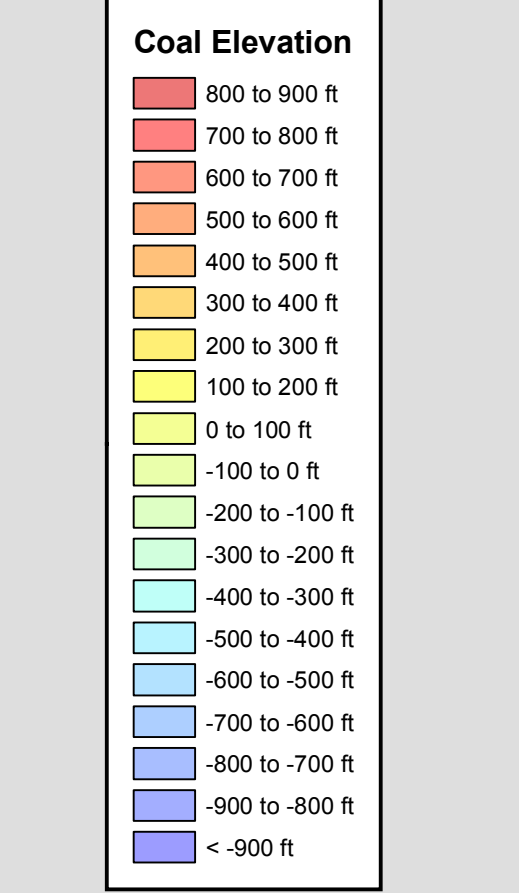 Coal Elevation
800 to 900 ft
700 to 800 ft
600 to 700 ft
500 to 600 ft
400 to 500 ft
300 to 400 ft
200 to 300 ft
100 to 200 ft
0 to 100 ft
-100 to 0 ft
-200 to -100 ft
-300 to -200 ft
-400 to -300 ft
-500 to -400 ft
-600 to -500 ft
-700 to -600 ft
-800 to -700 ft
-900 to -800 ft
< -900 ft